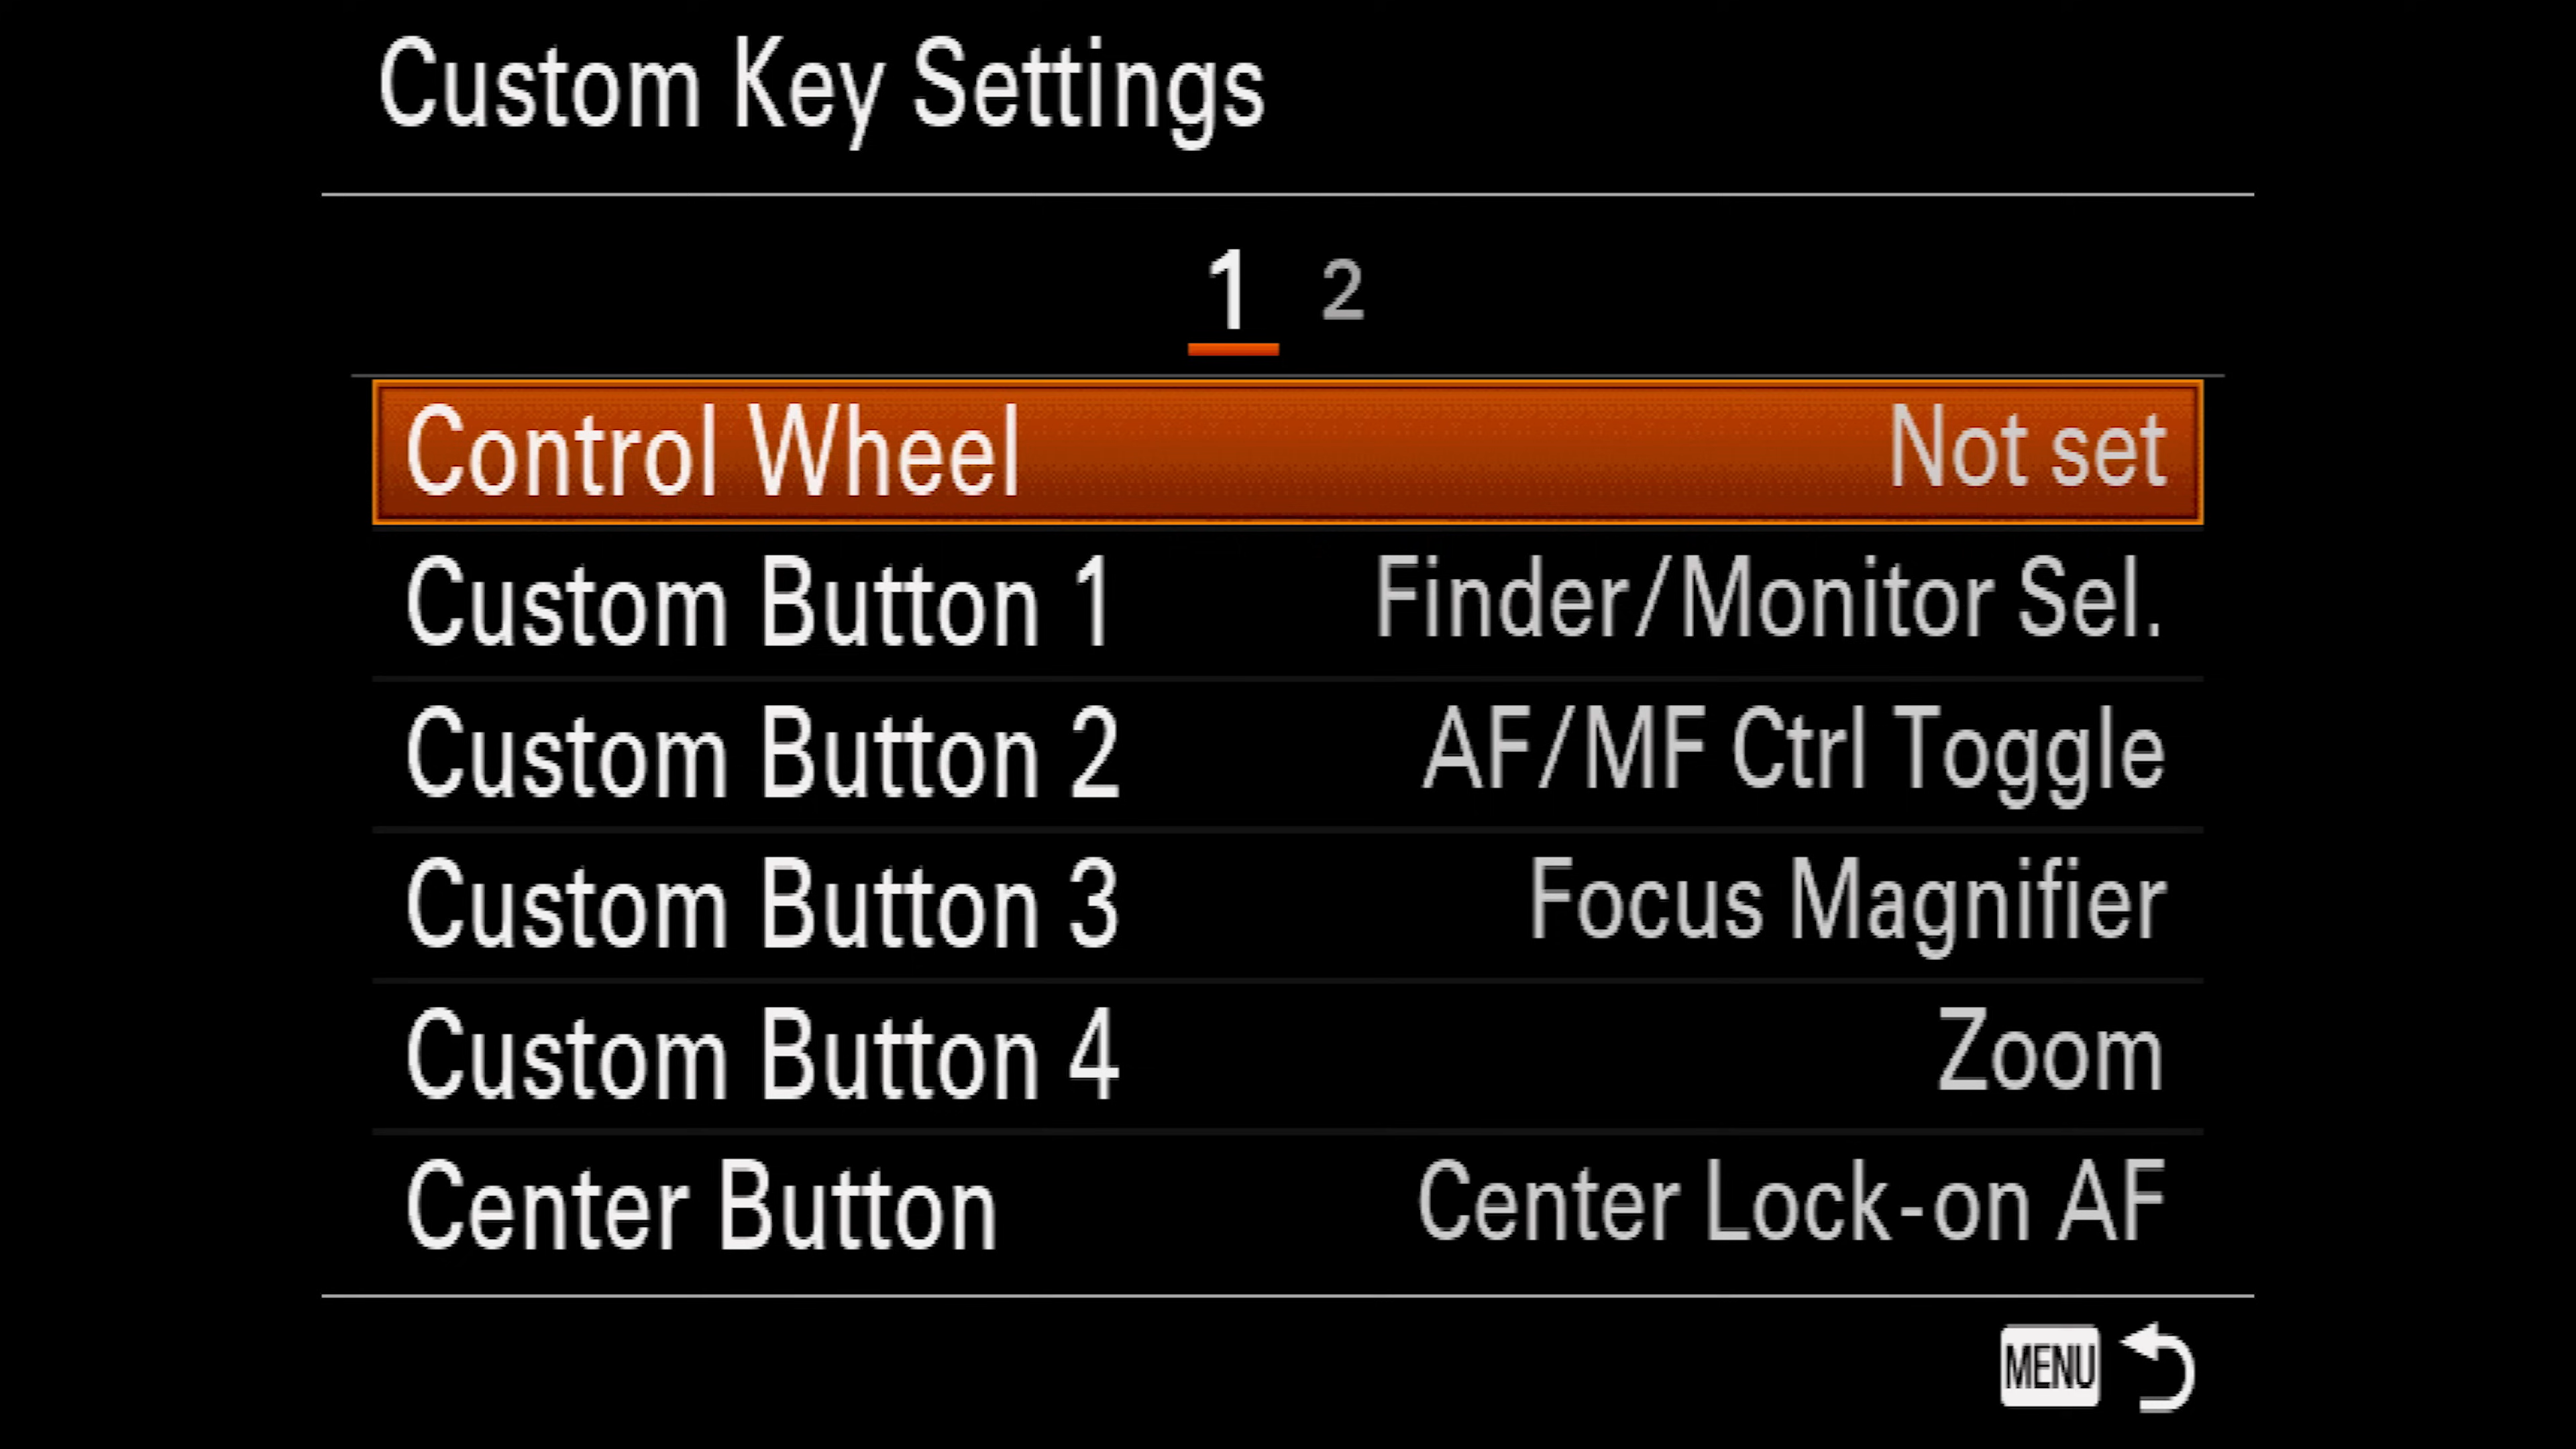 Custom Key Settings
1 2
Control Wheel Not set
Custom Button 1 Finder/Monitor Sel.
Custom Button 2 AF/MF Ctrl Toggle
Custom Button 3 Focus Magnifier
Custom Button 4 Zoom
Center Button Center Lock-on AF
MENU